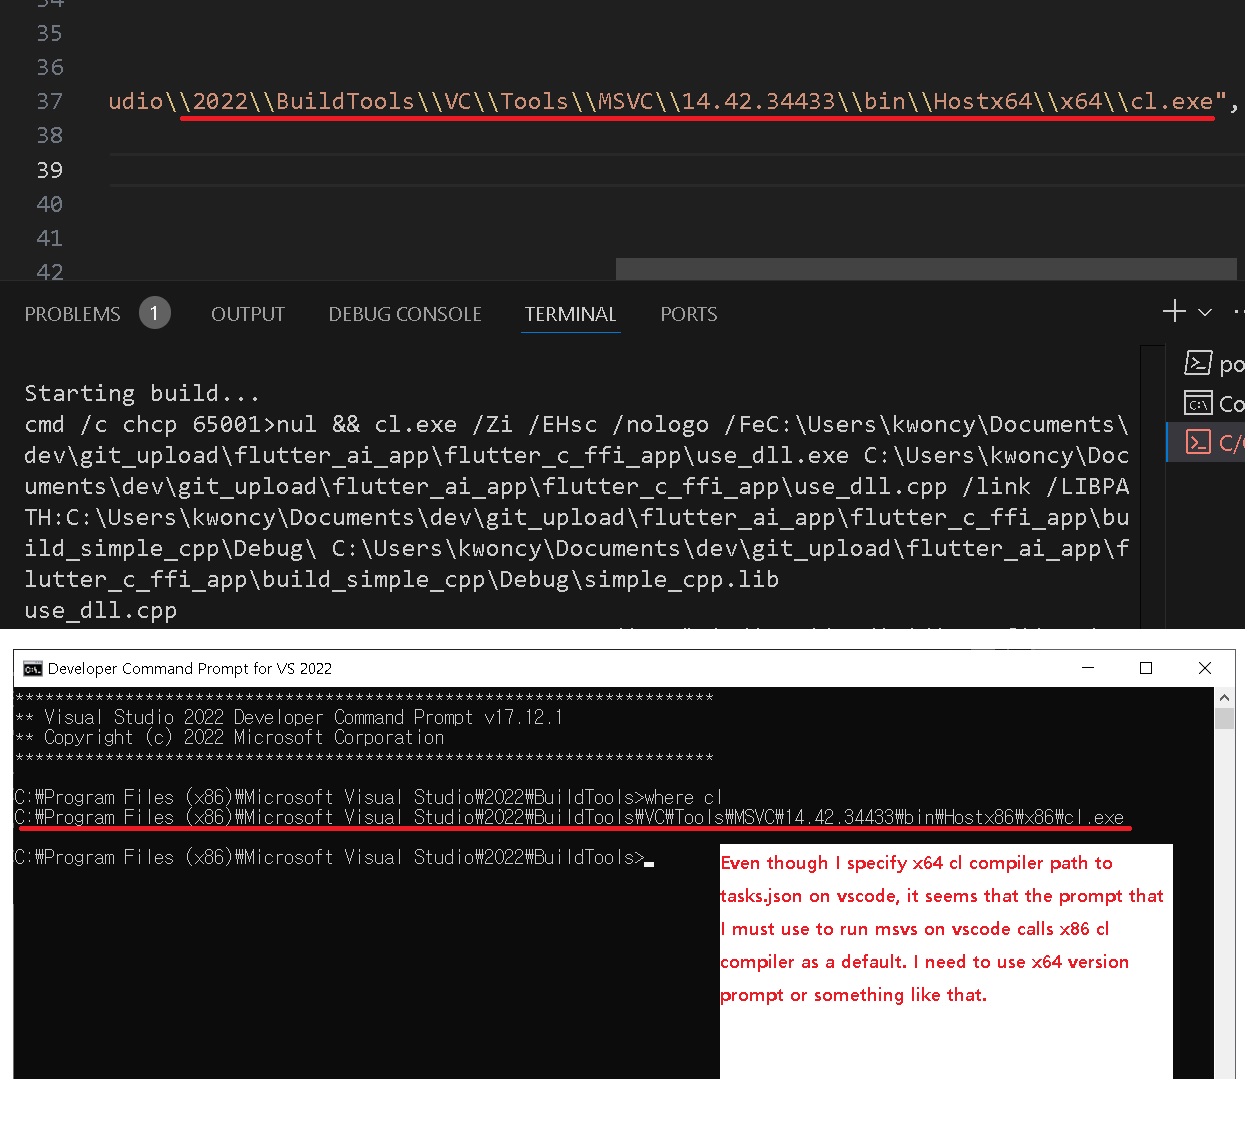 34
35
36
37 udio\\2022\\BuildTools\\VC\\Tools\\MSVC\\14.42.34433\\bin\\Hostx64\\x64\\cl.exe",
38
39
40
41
42
PROBLEMS 1 OUTPUT DEBUG CONSOLE TERMINAL PORTS
po
Co
C/
Starting build...
cmd /c chcp 65001>nul && cl.exe /Zi /EHsc /nologo /FeC:\Users\kwoncy\Documents\
dev\git_upload\flutter_ai_app\flutter_c_ffi_app\use_dll.exe C:\Users\kwoncy\Doc
uments\dev\git_upload\flutter_ai_app\flutter_c_ffi_app\use_dll.cpp /link /LIBPA
TH:C:\Users\kwoncy\Documents\dev\git_upload\flutter_ai_app\flutter_c_ffi_app\bu
ild_simple_cpp\Debug\ C:\Users\kwoncy\Documents\dev\git_upload\flutter_ai_app\f
lutter_c_ffi_app\build_simple_cpp\Debug\simple_cpp.lib
use_dll.cpp
Developer Command Prompt for VS 2022
**********************************************************************
** Visual Studio 2022 Developer Command Prompt v17.12.1
** Copyright (c) 2022 Microsoft Corporation
**********************************************************************
C:₩Program Files (x86)₩Microsoft Visual Studio₩2022₩BuildTools>where cl
C:₩Program Files (x86)₩Microsoft Visual Studio₩2022₩BuildTools₩VC₩Tools₩MSVC₩14.42.34433₩bin₩Hostx86₩x86₩cl.exe
C:₩Program Files (x86)₩Microsoft Visual Studio₩2022₩BuildTools>
Even though I specify x64 cl compiler path to
tasks.json on vscode, it seems that the prompt that
I must use to run msvs on vscode calls x86 cl
compiler as a default. I need to use x64 version
prompt or something like that.